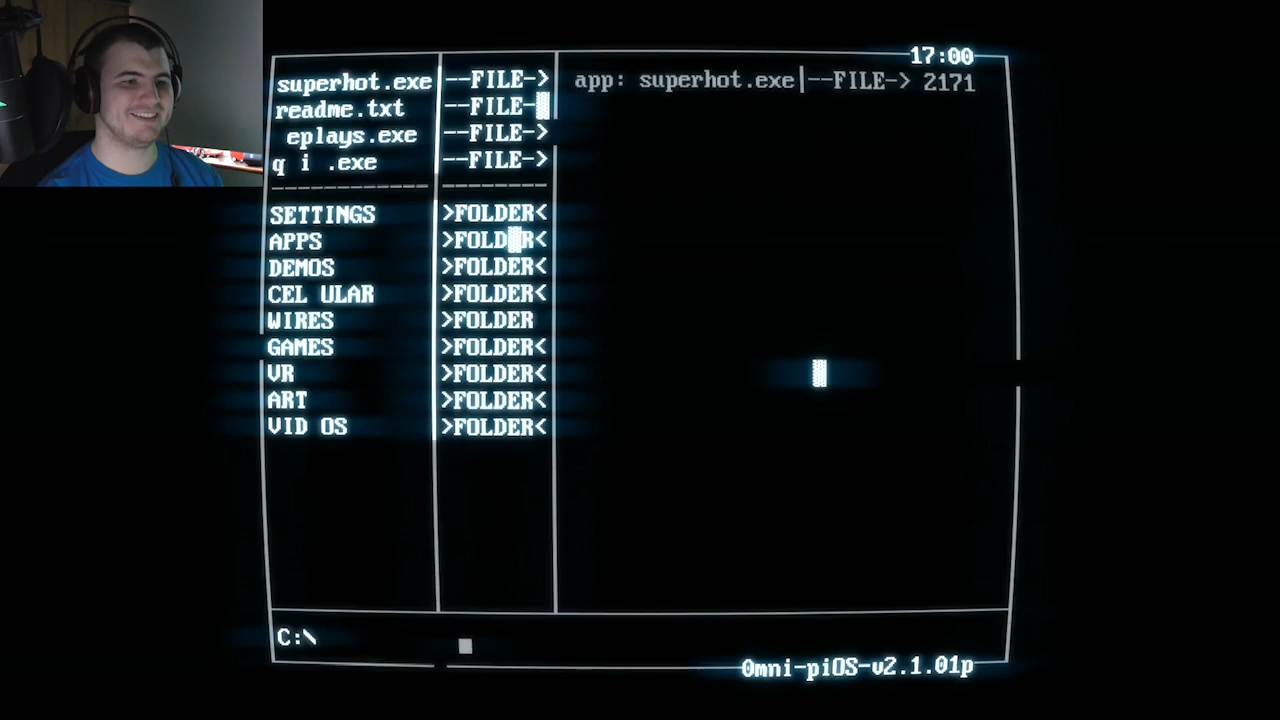 17:00
superhot.exe --FILE-> app: superhot.exe|--FILE-> 2171
readme.txt --FILE-
eplays.exe --FILE->
q i .exe --FILE->
SETTINGS >FOLDER<
APPS >FOLD R<
DEMOS >FOLDER<
CEL ULAR >FOLDER<
WIRES >FOLDER
GAMES >FOLDER<
VR >FOLDER<
ART >FOLDER<
VID OS >FOLDER<
C:\
0mni-piOS-v2.1.01p